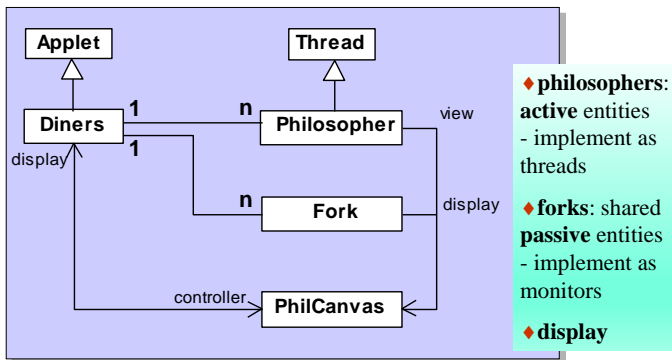 Applet
Thread
1
n
Diners
Philosopher
view
display
1
n
Fork
display
controller
PhilCanvas
♦ philosophers:
active entities
- implement as
threads
♦ forks: shared
passive entities
- implement as
monitors
♦ display